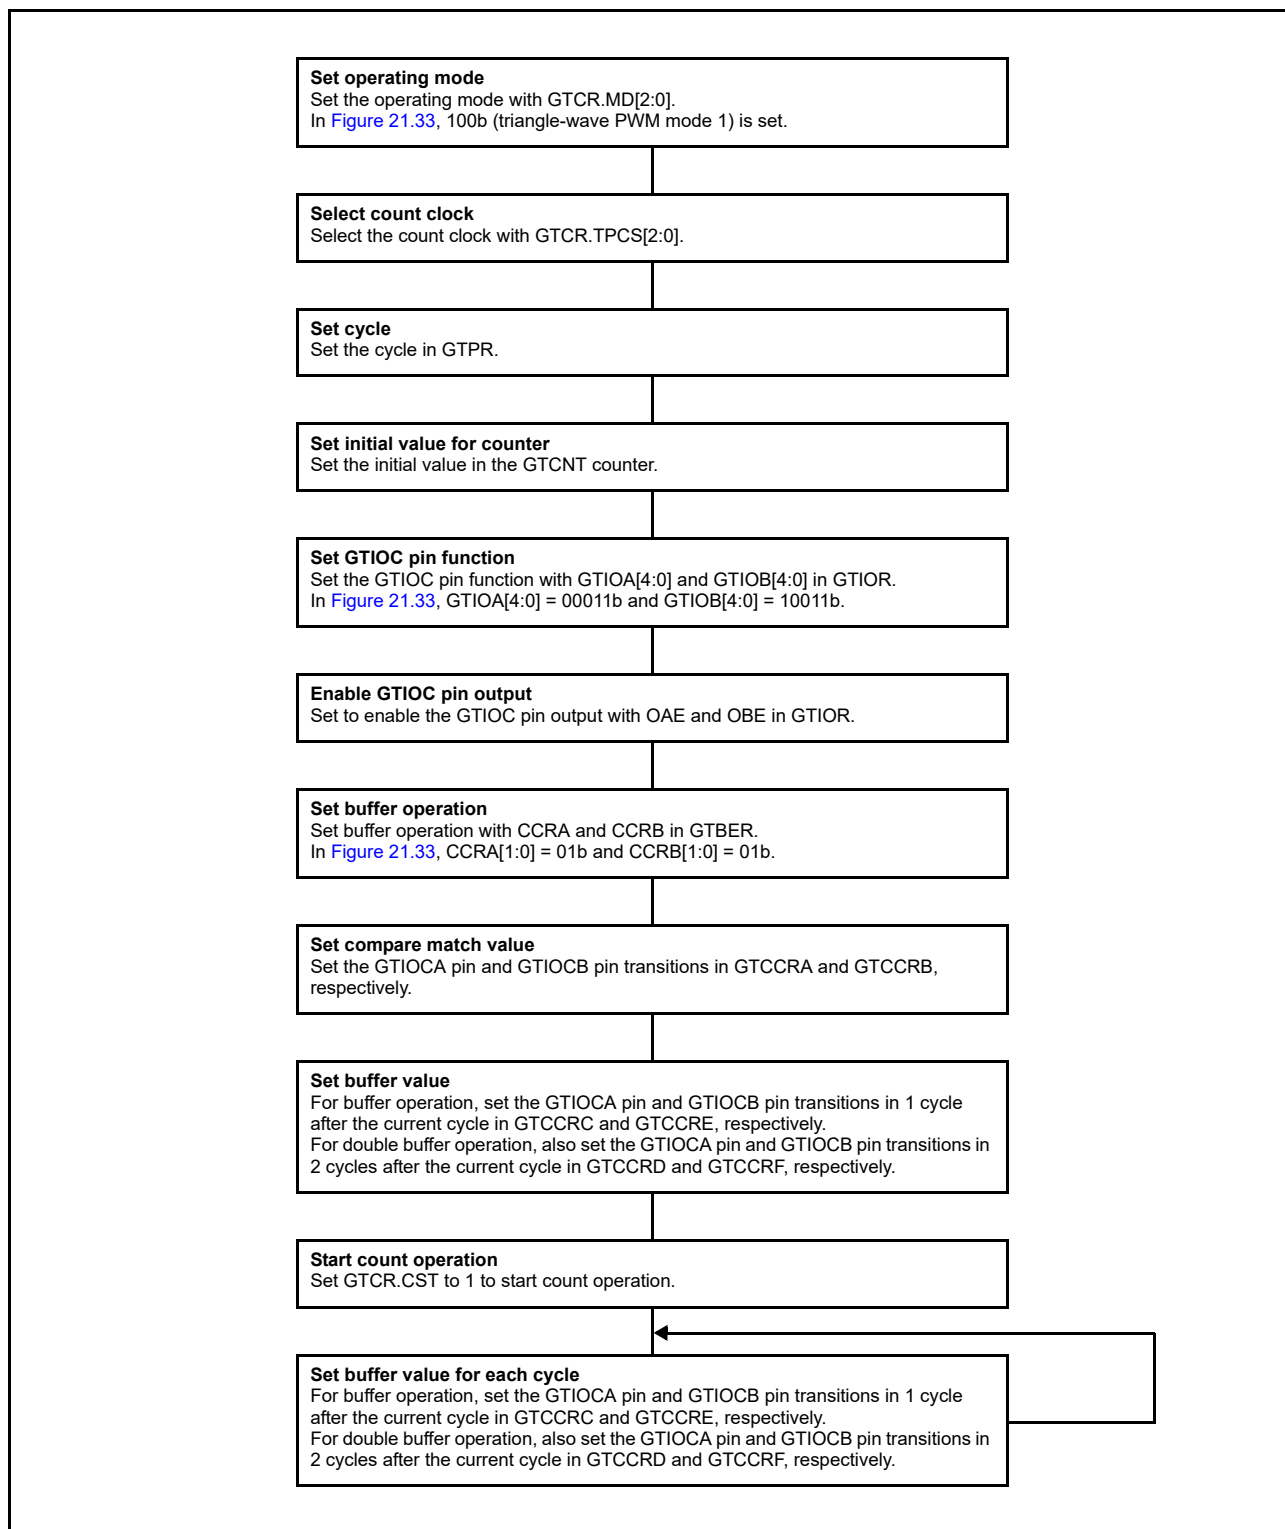 Set operating mode
Set the operating mode with GTCR.MD[2:0].
In Figure 21.33, 100b (triangle-wave PWM mode 1) is set.
Select count clock
Select the count clock with GTCR.TPCS[2:0].
Set cycle
Set the cycle in GTPR.
Set initial value for counter
Set the initial value in the GTCNT counter.
Set GTIOC pin function
Set the GTIOC pin function with GTIOA[4:0] and GTIOB[4:0] in GTIOR.
In Figure 21.33, GTIOA[4:0] = 00011b and GTIOB[4:0] = 10011b.
Enable GTIOC pin output
Set to enable the GTIOC pin output with OAE and OBE in GTIOR.
Set buffer operation
Set buffer operation with CCRA and CCRB in GTBER.
In Figure 21.33, CCRA[1:0] = 01b and CCRB[1:0] = 01b.
Set compare match value
Set the GTIOCA pin and GTIOCB pin transitions in GTCCRA and GTCCRB,
respectively.
Set buffer value
For buffer operation, set the GTIOCA pin and GTIOCB pin transitions in 1 cycle
after the current cycle in GTCCRC and GTCCRE, respectively.
For double buffer operation, also set the GTIOCA pin and GTIOCB pin transitions in
2 cycles after the current cycle in GTCCRD and GTCCRF, respectively.
Start count operation
Set GTCR.CST to 1 to start count operation.
Set buffer value for each cycle
For buffer operation, set the GTIOCA pin and GTIOCB pin transitions in 1 cycle
after the current cycle in GTCCRC and GTCCRE, respectively.
For double buffer operation, also set the GTIOCA pin and GTIOCB pin transitions in
2 cycles after the current cycle in GTCCRD and GTCCRF, respectively.